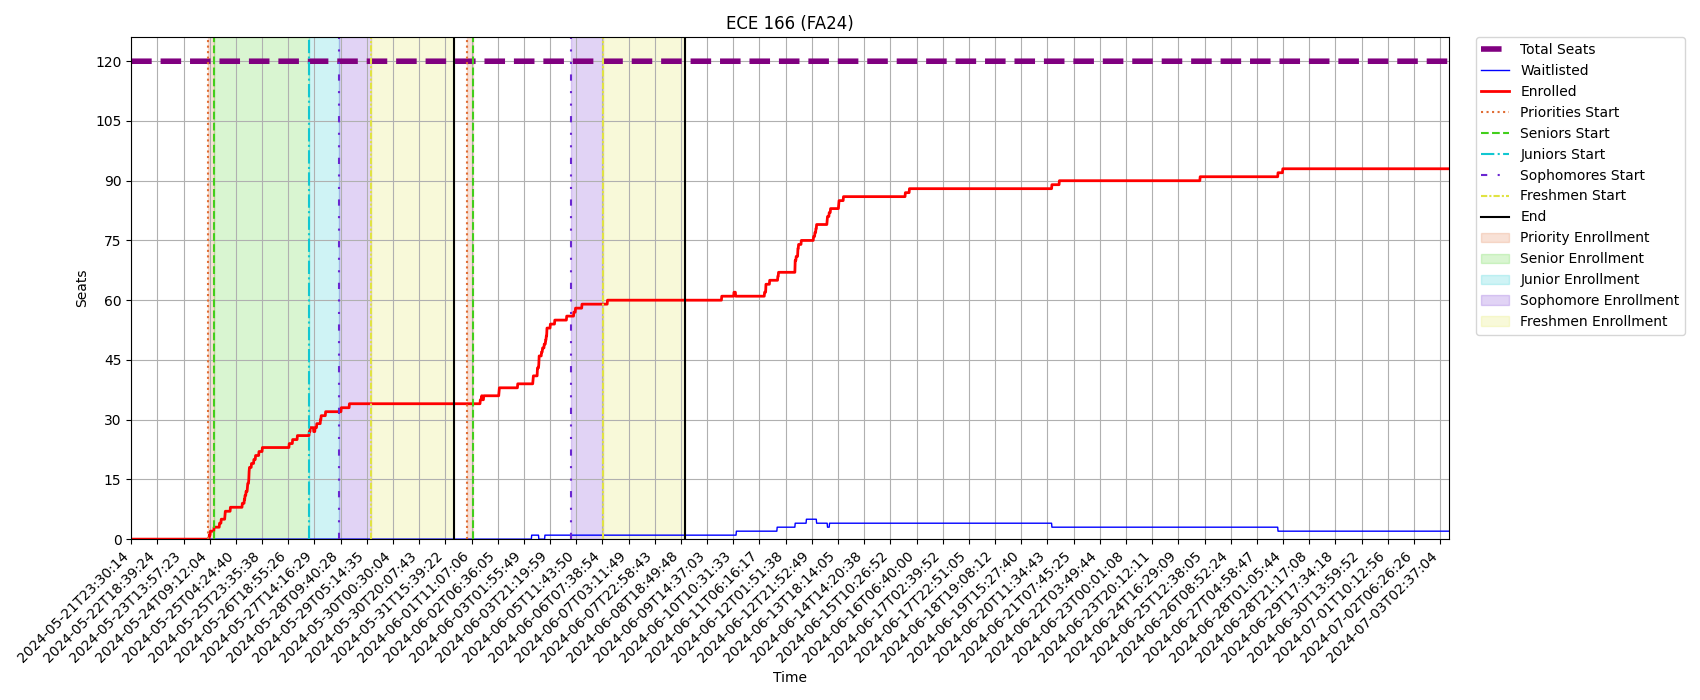 ECE 166 (FA24)
Seats
120
105
90
75
60
45
30
15
0
2024-05-21T23:30:14
2024-05-22T18:39:24
2024-05-23T13:57:23
2024-05-24T09:12:04
2024-05-25T04:24:40
2024-05-25T23:35:38
2024-05-26T18:55:26
2024-05-27T14:16:29
2024-05-28T09:40:28
2024-05-29T05:14:35
2024-05-30T00:30:04
2024-05-30T20:07:43
2024-05-31T15:39:22
2024-06-01T11:07:06
2024-06-02T06:36:05
2024-06-03T01:55:49
2024-06-03T21:19:59
2024-06-05T11:43:50
2024-06-06T07:38:54
2024-06-07T03:11:49
2024-06-07T22:58:43
2024-06-08T18:49:48
2024-06-09T14:37:03
2024-06-10T10:31:33
2024-06-11T06:16:17
2024-06-12T01:51:38
2024-06-12T21:52:49
2024-06-13T18:14:05
2024-06-14T14:20:38
2024-06-15T10:26:52
2024-06-16T06:40:00
2024-06-17T02:39:52
2024-06-17T22:51:05
2024-06-18T19:08:12
2024-06-19T15:27:40
2024-06-20T11:34:43
2024-06-21T07:45:25
2024-06-22T03:49:44
2024-06-23T00:01:08
2024-06-23T20:12:11
2024-06-24T16:29:09
2024-06-25T12:38:05
2024-06-26T08:52:24
2024-06-27T04:58:47
2024-06-28T01:05:44
2024-06-28T21:17:08
2024-06-29T17:34:18
2024-06-30T13:59:52
2024-07-01T10:12:56
2024-07-02T06:26:26
2024-07-03T02:37:04
Time
Total Seats
Waitlisted
Enrolled
Priorities Start
Seniors Start
Juniors Start
Sophomores Start
Freshmen Start
End
Priority Enrollment
Senior Enrollment
Junior Enrollment
Sophomore Enrollment
Freshmen Enrollment